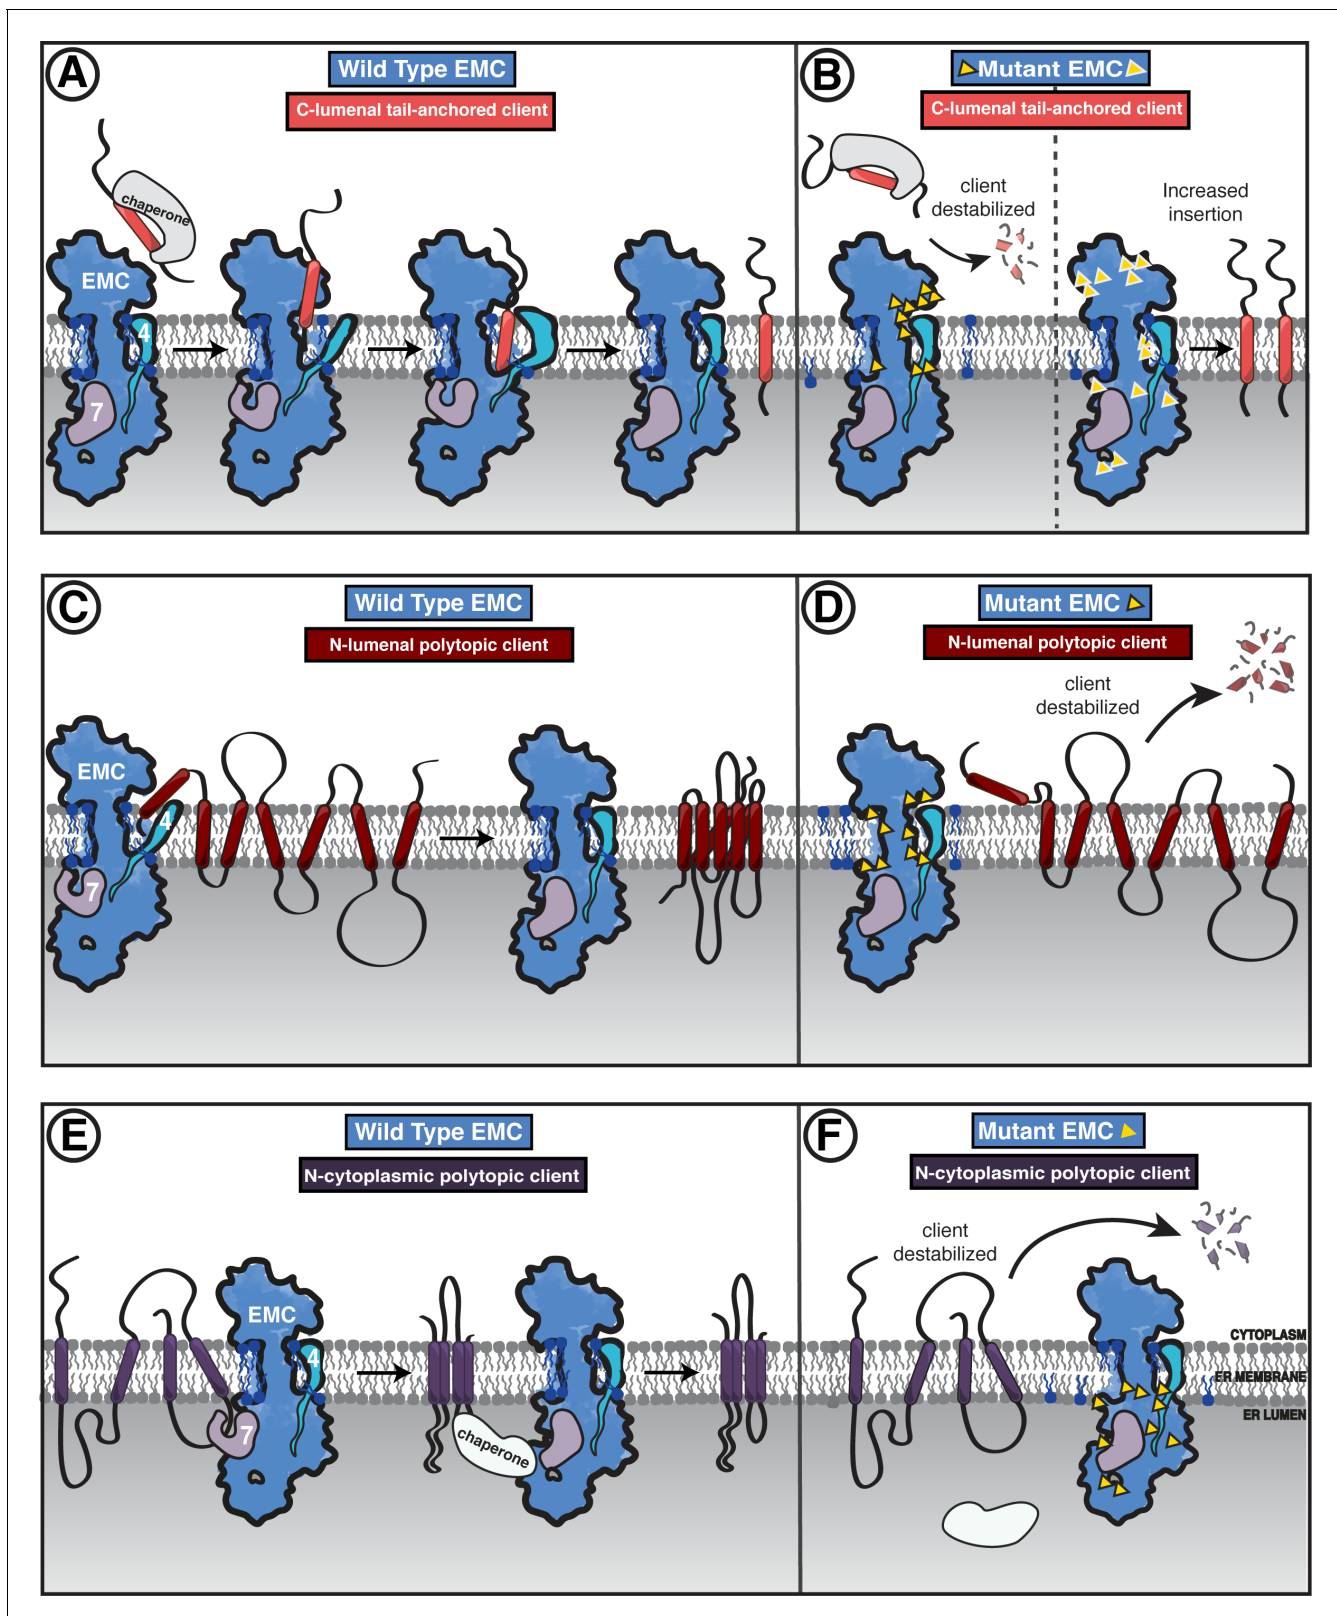 A
Wild Type EMC
C-lumenal tail-anchored client
chaperone
EMC
4
7
B
Mutant EMC
C-lumenal tail-anchored client
client
destabilized
Increased
insertion
C
Wild Type EMC
N-lumenal polytopic client
EMC
4
7
D
Mutant EMC
N-lumenal polytopic client
client
destabilized
E
Wild Type EMC
N-cytoplasmic polytopic client
EMC
4
7
chaperone
F
Mutant EMC
N-cytoplasmic polytopic client
client
destabilized
CYTOPLASM
ER MEMBRANE
ER LUMEN